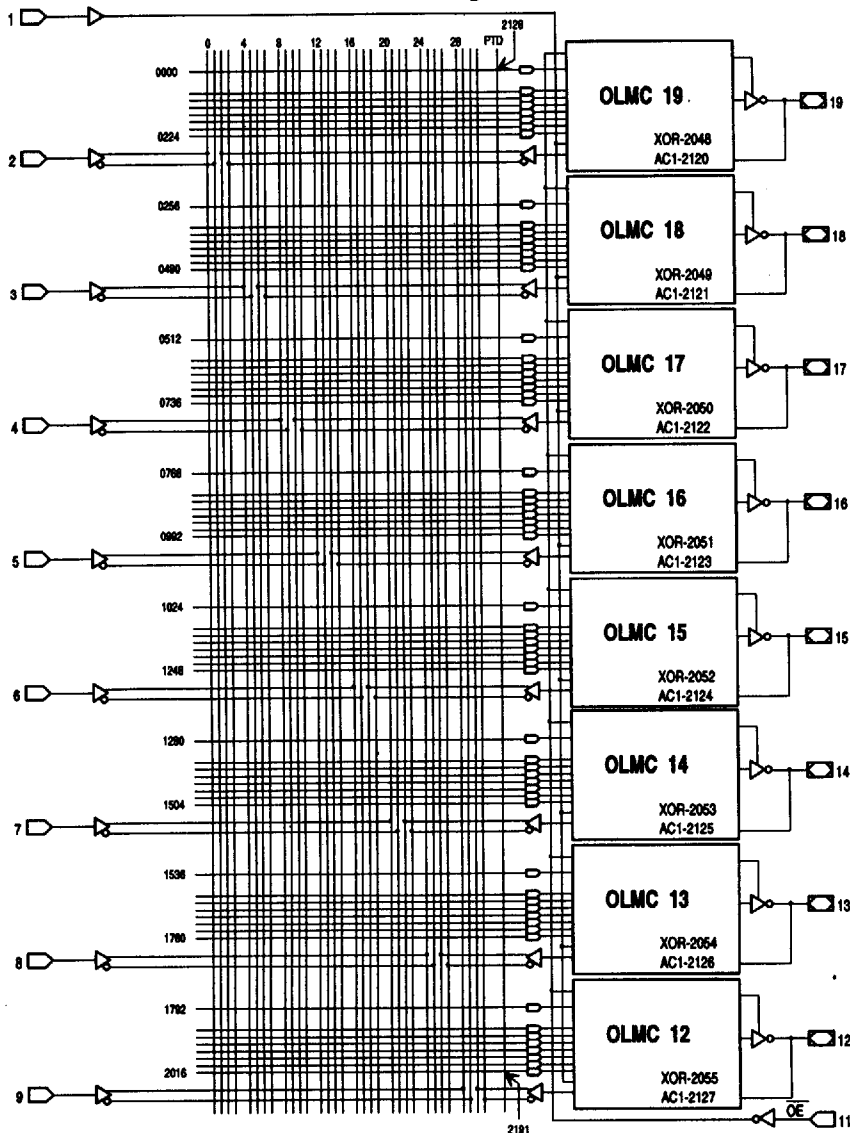 1
2128
0 4 8 12 16 20 24 28 PTD
0000
OLMC 19
19
0224
XOR-2048
2
AC1-2120
0256
OLMC 18
18
0480
XOR-2049
3
AC1-2121
0512
OLMC 17
17
0736
XOR-2050
4
AC1-2122
0768
OLMC 16
16
0992
XOR-2051
5
AC1-2123
1024
OLMC 15
15
1248
XOR-2052
6
AC1-2124
1280
OLMC 14
14
1504
XOR-2053
7
AC1-2125
1536
OLMC 13
13
1760
XOR-2054
8
AC1-2126
1792
OLMC 12
12
2016
XOR-2055
9
AC1-2127
OE
11
2191